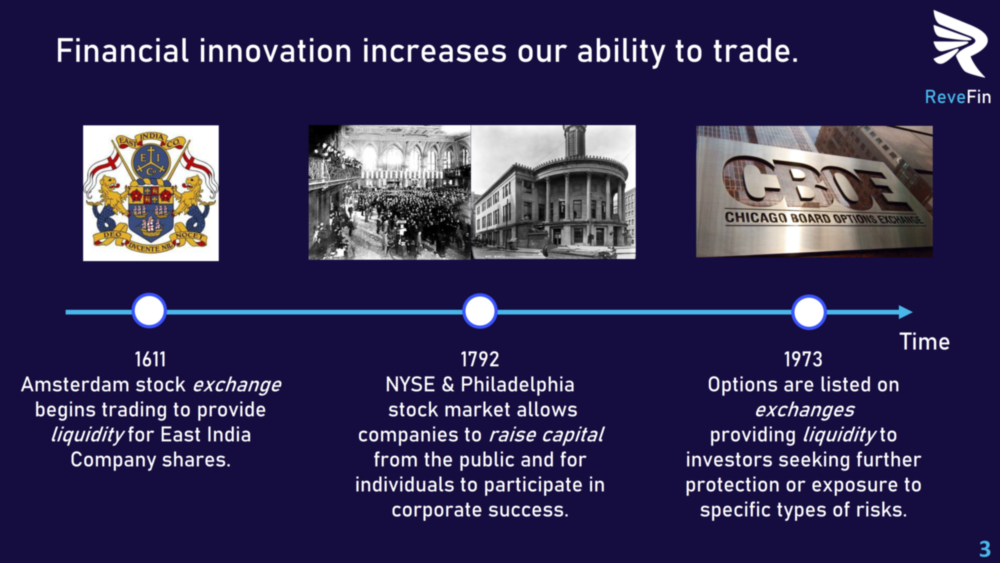 Financial innovation increases our ability to trade.
ReveFin
EAST INDIA CO
DEO DUCENTE NIL NOCET
CBOE
CHICAGO BOARD OPTIONS EXCHANGE
Time
1611
Amsterdam stock exchange
begins trading to provide
liquidity for East India
Company shares.
1792
NYSE & Philadelphia
stock market allows
companies to raise capital
from the public and for
individuals to participate in
corporate success.
1973
Options are listed on
exchanges
providing liquidity to
investors seeking further
protection or exposure to
specific types of risks.
3